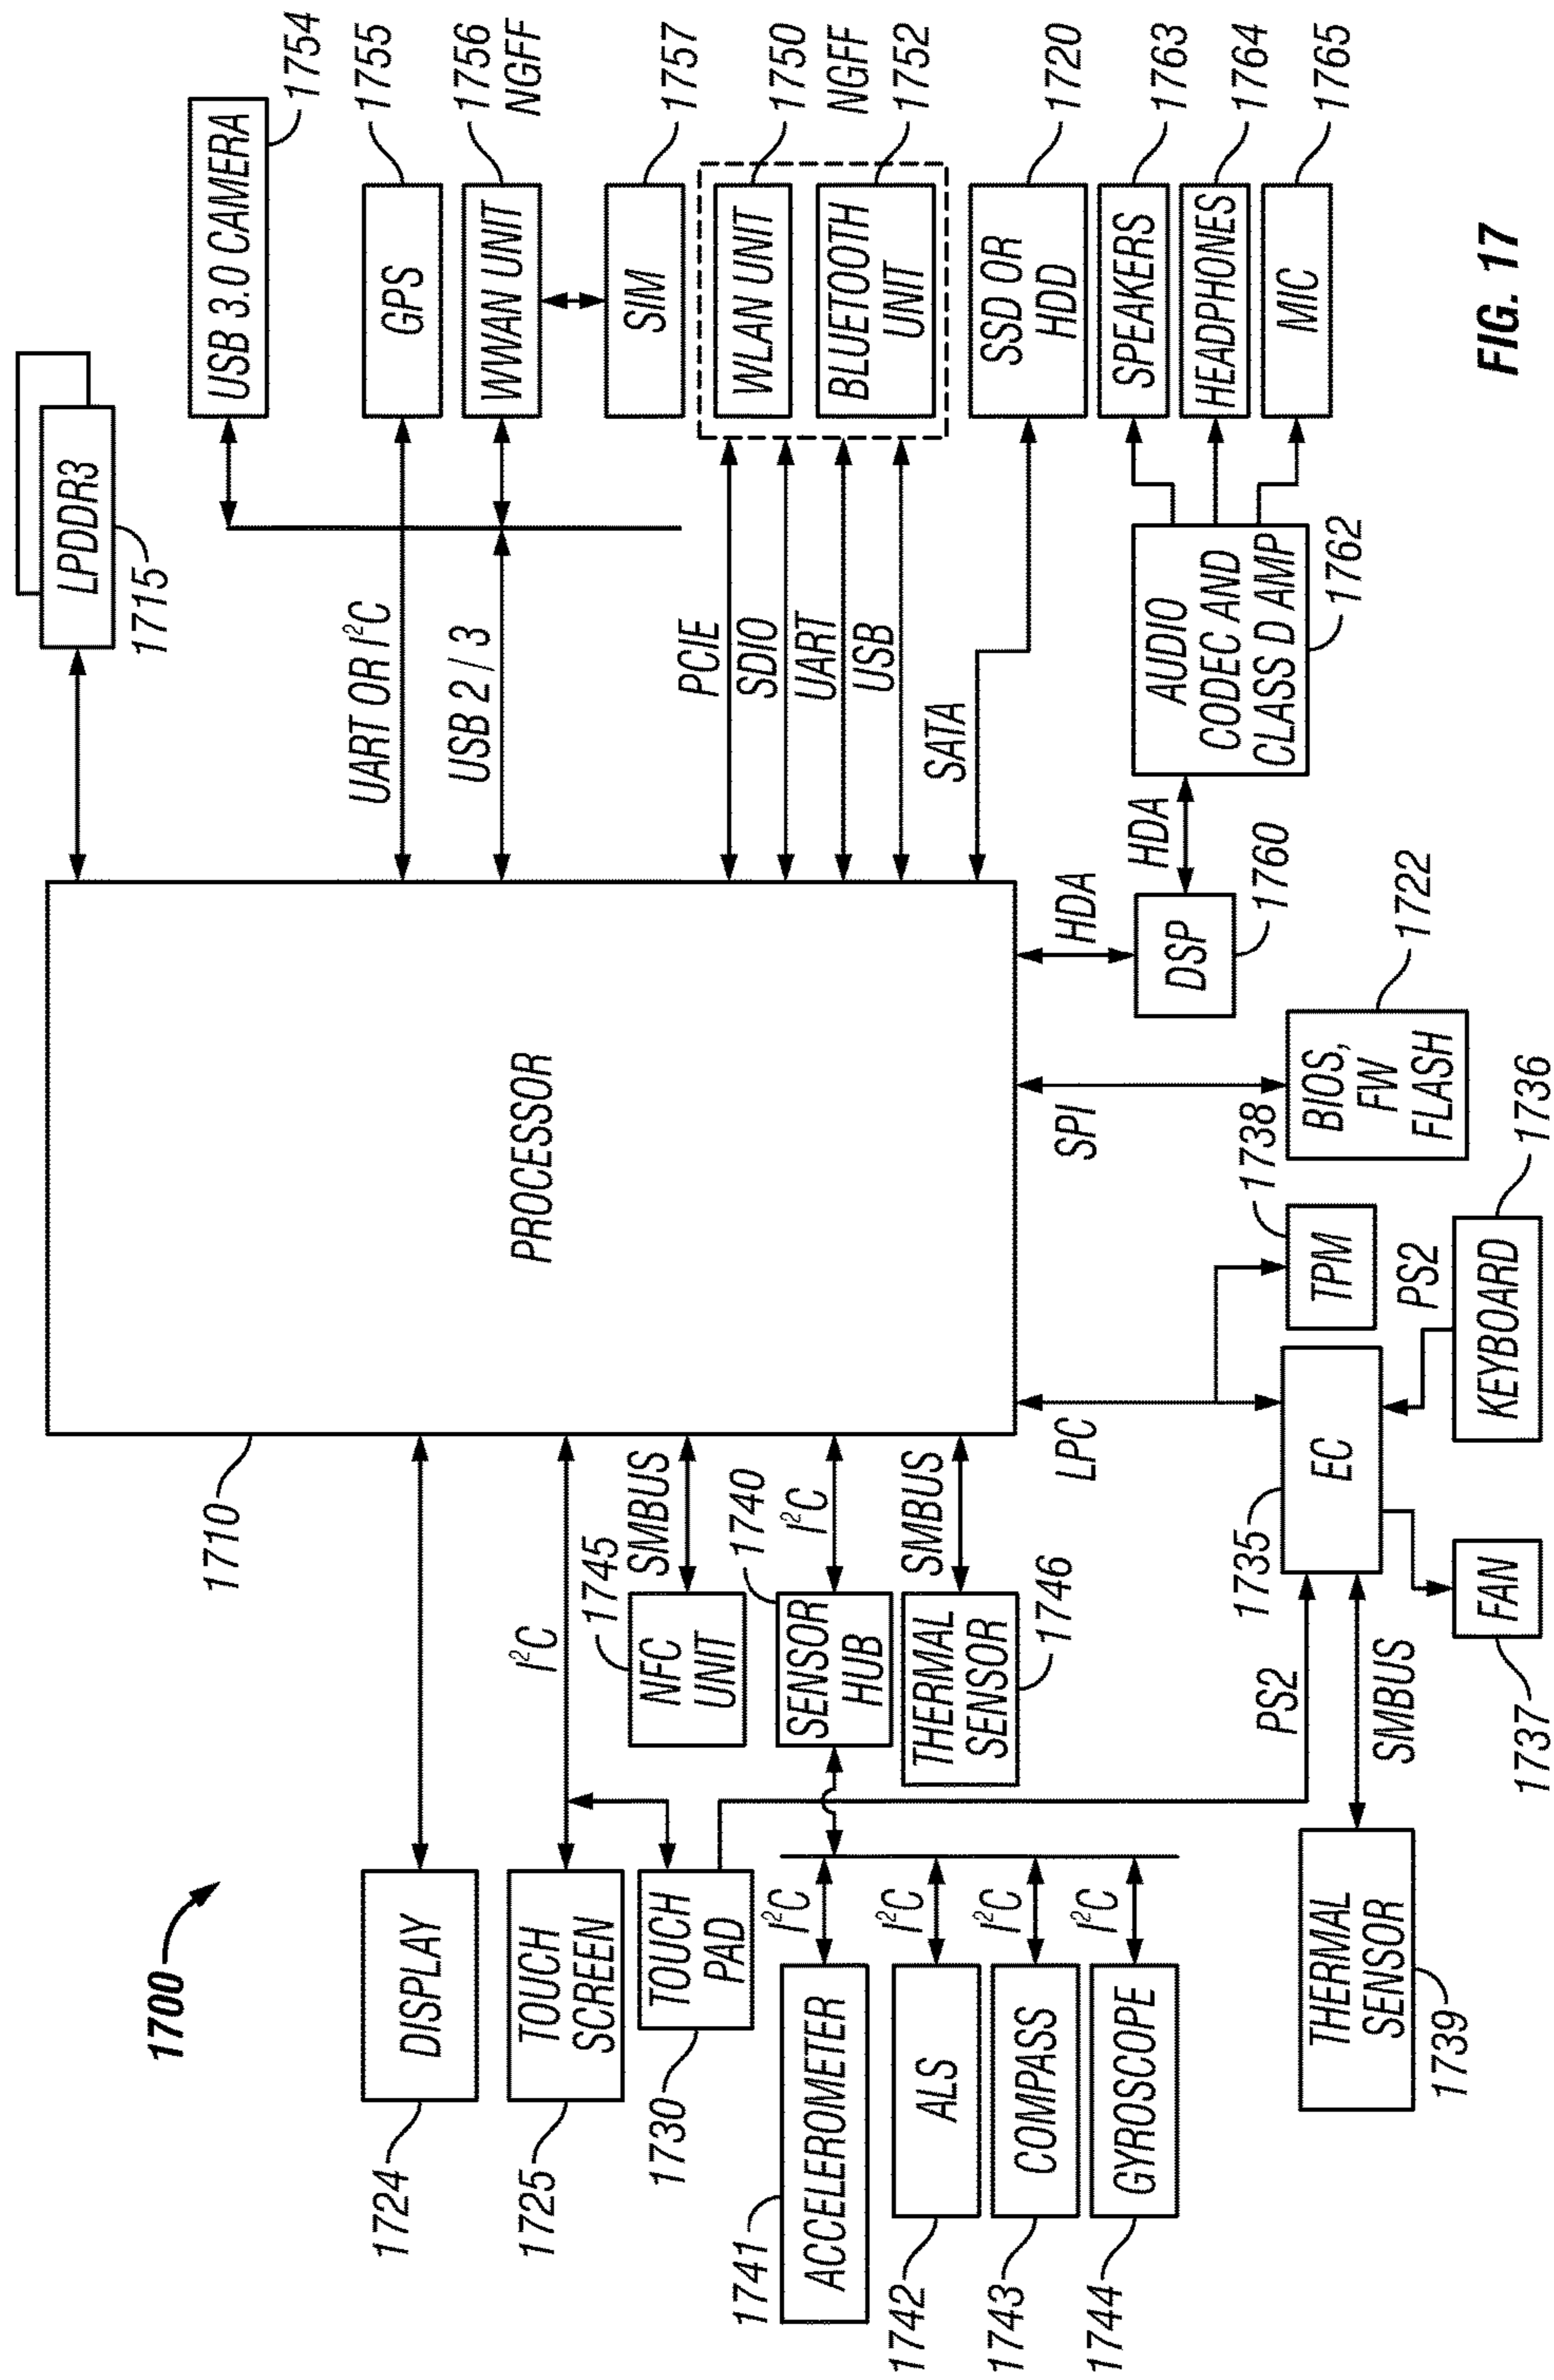 1700
LPDDR3
1715
USB 3.0 CAMERA
1754
1710
PROCESSOR
DISPLAY
1724
UART OR I²C
GPS
1755
USB 2 / 3
WWAN UNIT
1756
NGFF
TOUCH
SCREEN
1725
I²C
SIM
1757
TOUCH
PAD
1730
NFC
UNIT
1745
SMBUS
PCIE
SDIO
UART
USB
WLAN UNIT
1750
NGFF
BLUETOOTH
UNIT
1752
SENSOR
HUB
1740
I²C
THERMAL
SENSOR
1746
SMBUS
SATA
SSD OR
HDD
1720
ACCELEROMETER
1741
I²C
ALS
1742
I²C
COMPASS
1743
I²C
GYROSCOPE
1744
I²C
LPC
SPI
HDA
DSP
1760
HDA
AUDIO
CODEC AND
CLASS D AMP
1762
SPEAKERS
1763
HEADPHONES
1764
MIC
1765
THERMAL
SENSOR
1739
PS2
SMBUS
1735
EC
TPM
1738
BIOS,
FW
FLASH
1722
FAN
1737
PS2
KEYBOARD
1736
FIG. 17